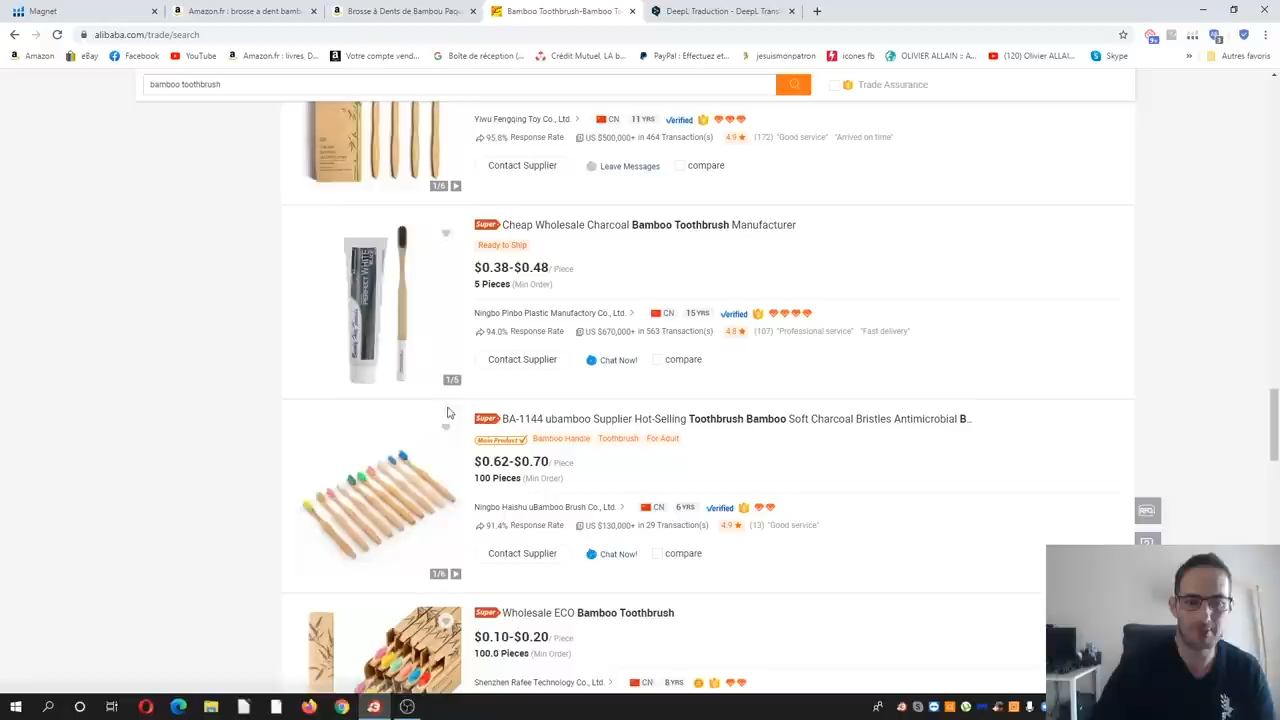 Magnet
Amazon.fr : brosse a dent bamb
Brosse à Dents de Bambou Paqu
Bamboo Toothbrush-Bamboo To
DeepL Traduction – DeepL Trans
alibaba.com/trade/search
Amazon
eBay
Facebook
YouTube
Amazon.fr : livres, D...
Votre compte vend...
Boîte de réception (...
Crédit Mutuel, LA b...
PayPal : Effectuez et...
jesuismonpatron
icones fb
OLIVIER ALLAIN :: A...
(120) Olivier ALLAI...
Skype
»
Autres favoris
bamboo toothbrush
Trade Assurance
Yiwu Fengqing Toy Co., Ltd. > CN 11 YRS Verified
95.8% Response Rate US $500,000+ in 464 Transaction(s) 4.9★ (172) "Good service" "Arrived on time"
Contact Supplier Leave Messages compare
1/6
Super Cheap Wholesale Charcoal Bamboo Toothbrush Manufacturer
Ready to Ship
$0.38-$0.48 / Piece
5 Pieces (Min Order)
Ningbo Pinbo Plastic Manufactory Co., Ltd. > CN 15 YRS Verified
94.0% Response Rate US $670,000+ in 563 Transaction(s) 4.8★ (107) "Professional service" "Fast delivery"
Contact Supplier Chat Now! compare
PERFECT WHITE
1/5
Super BA-1144 ubamboo Supplier Hot-Selling Toothbrush Bamboo Soft Charcoal Bristles Antimicrobial B...
Main Product Bamboo Handle Toothbrush For Adult
$0.62-$0.70 / Piece
100 Pieces (Min Order)
Ningbo Haishu uBamboo Brush Co., Ltd. > CN 6 YRS Verified
91.4% Response Rate US $130,000+ in 29 Transaction(s) 4.9★ (13) "Good service"
Contact Supplier Chat Now! compare
1/6
RFQ
Super Wholesale ECO Bamboo Toothbrush
$0.10-$0.20 / Piece
100.0 Pieces (Min Order)
Shenzhen Rafee Technology Co., Ltd. > CN 8 YRS